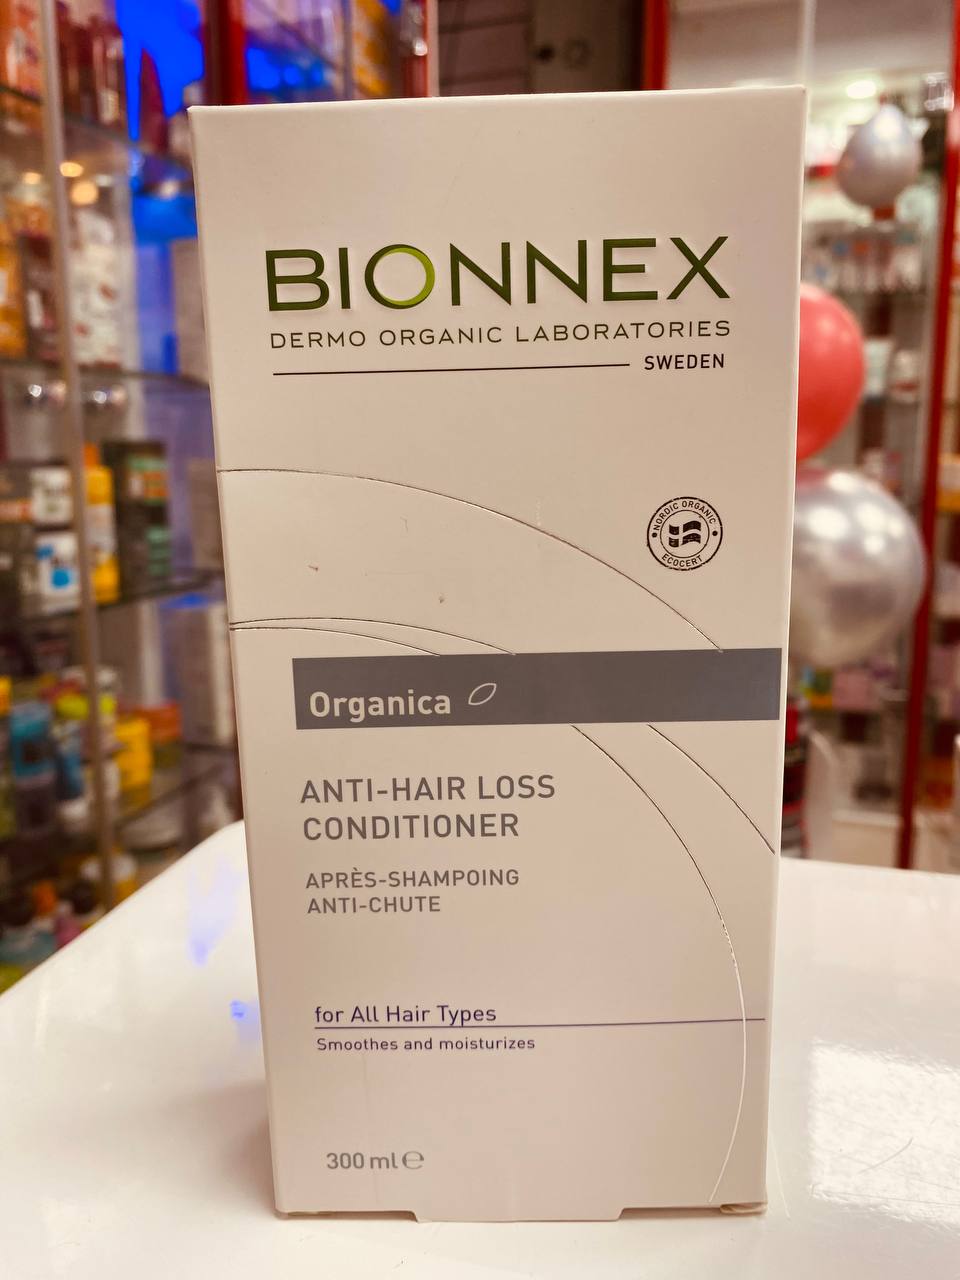 BIONNEX
DERMO ORGANIC LABORATORIES
SWEDEN
NORDIC ORGANIC
ECOCERT
Organica
ANTI-HAIR LOSS
CONDITIONER
APRÈS-SHAMPOING
ANTI-CHUTE
for All Hair Types
Smoothes and moisturizes
300 ml ℮